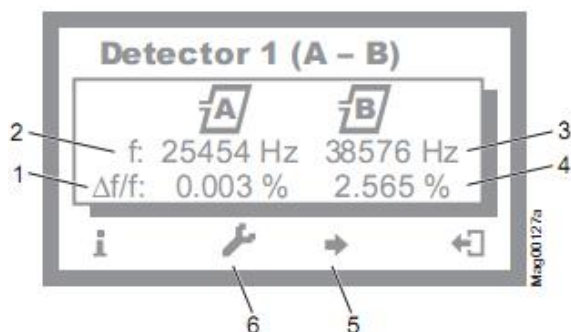 Detector 1 (A – B)
A B
2 f: 25454 Hz 38576 Hz 3
1 Δf/f: 0.003 % 2.565 % 4
i
6 5
Mag00127a